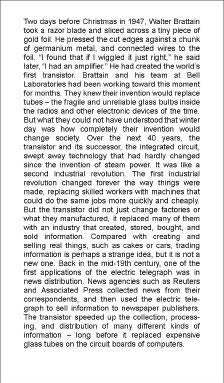 Two days before Christmas in 1947, Walter Brattain
took a razor blade and sliced across a tiny piece of
gold foil. He pressed the cut edges against a chunk
of germanium metal, and connected wires to the
foil. "I found that if I wiggled it just right," he said
later, "I had an amplifier." He had created the world's
first transistor. Brattain and his team at Bell
Laboratories had been working toward this moment
for months. They knew their invention would replace
tubes – the fragile and unreliable glass bulbs inside
the radios and other electronic devices of the time.
But what they could not have understood that winter
day was how completely their invention would
change society. Over the next 40 years, the
transistor and its successor, the integrated circuit,
swept away technology that had hardly changed
since the invention of steam power. It was like a
second industrial revolution. The first industrial
revolution changed forever the way things were
made, replacing skilled workers with machines that
could do the same jobs more quickly and cheaply.
But the transistor did not just change factories or
what they manufactured, it replaced many of them
with an industry that created, stored, bought, and
sold information. Compared with creating and
selling real things, such as cakes or cars, trading
information is perhaps a strange idea, but it is not a
new one. Back in the mid-19th century, one of the
first applications of the electric telegraph was in
news distribution. News agencies such as Reuters
and Associated Press collected news from their
correspondents, and then used the electric tele-
graph to sell information to newspaper publishers.
The transistor speeded up the collection, process-
ing, and distribution of many different kinds of
information – long before it replaced expensive
glass tubes on the circuit boards of computers.